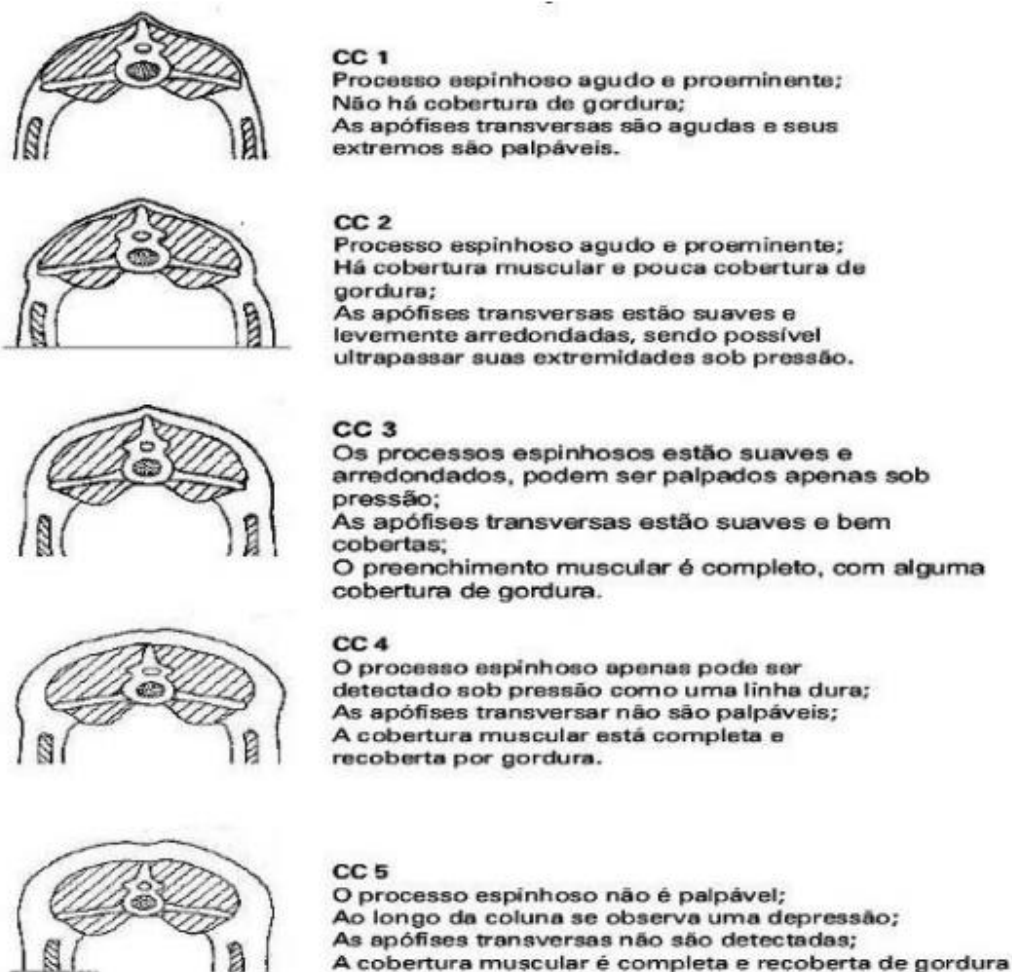 CC 1
Processo espinhoso agudo e proeminente;
Não há cobertura de gordura;
As apófises transversas são agudas e seus
extremos são palpáveis.
CC 2
Processo espinhoso agudo e proeminente;
Há cobertura muscular e pouca cobertura de
gordura;
As apófises transversas estão suaves e
levemente arredondadas, sendo possível
ultrapassar suas extremidades sob pressão.
CC 3
Os processos espinhosos estão suaves e
arredondados, podem ser palpados apenas sob
pressão;
As apófises transversas estão suaves e bem
cobertas;
O preenchimento muscular é completo, com alguma
cobertura de gordura.
CC 4
O processo espinhoso apenas pode ser
detectado sob pressão como uma linha dura;
As apófises transversar não são palpáveis;
A cobertura muscular está completa e
recoberta por gordura.
CC 5
O processo espinhoso não é palpável;
Ao longo da coluna se observa uma depressão;
As apófises transversas não são detectadas;
A cobertura muscular é completa e recoberta de gordura